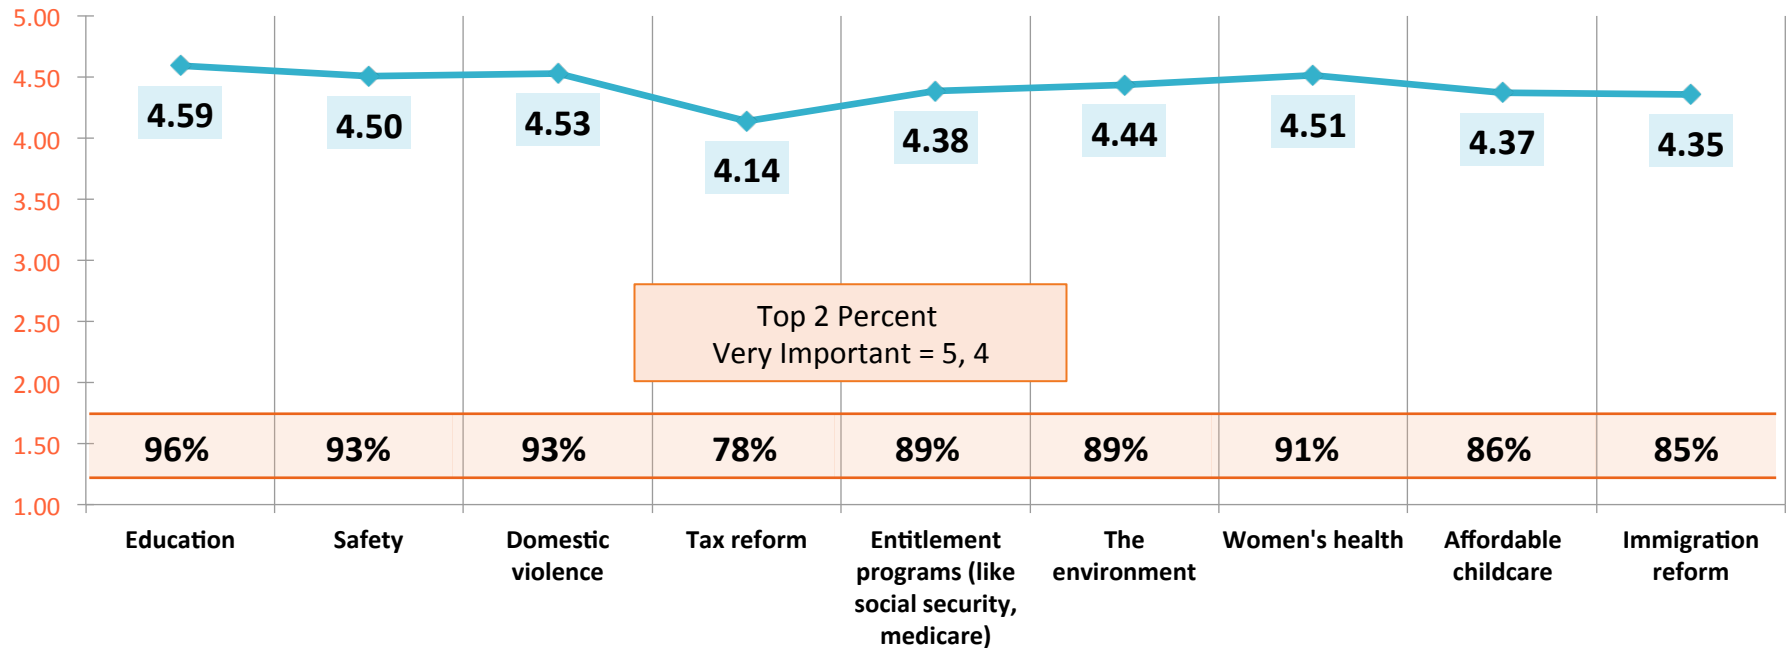 5.00
4.50
4.00
3.50
3.00
2.50
2.00
1.50
1.00
4.59
4.50
4.53
4.14
4.38
4.44
4.51
4.37
4.35
Top 2 Percent
Very Important = 5, 4
96%
93%
93%
78%
89%
89%
91%
86%
85%
Education
Safety
Domestic
violence
Tax reform
Entitlement
programs (like
social security,
medicare)
The
environment
Women's health
Affordable
childcare
Immigration
reform